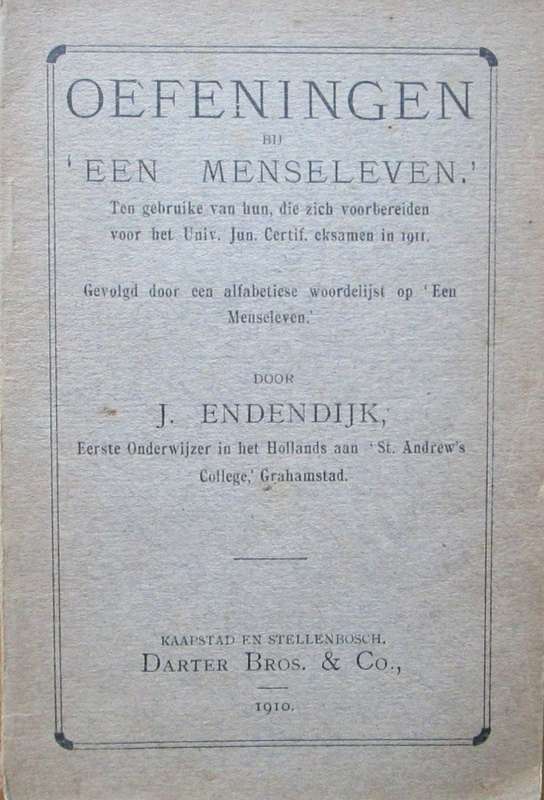 OEFENINGEN
BIJ
'EEN MENSELEVEN.'
Ten gebruike van hun, die zich voorbereiden
voor het Univ. Jun. Certif. eksamen in 1911.
Gevolgd door een alfabetiese woordelijst op 'Een
Menseleven.'
DOOR
J. ENDENDIJK,
Eerste Onderwijzer in het Hollands aan 'St. Andrew's
College,' Grahamstad.
KAAPSTAD EN STELLENBOSCH.
DARTER BROS. & CO.,
1910.